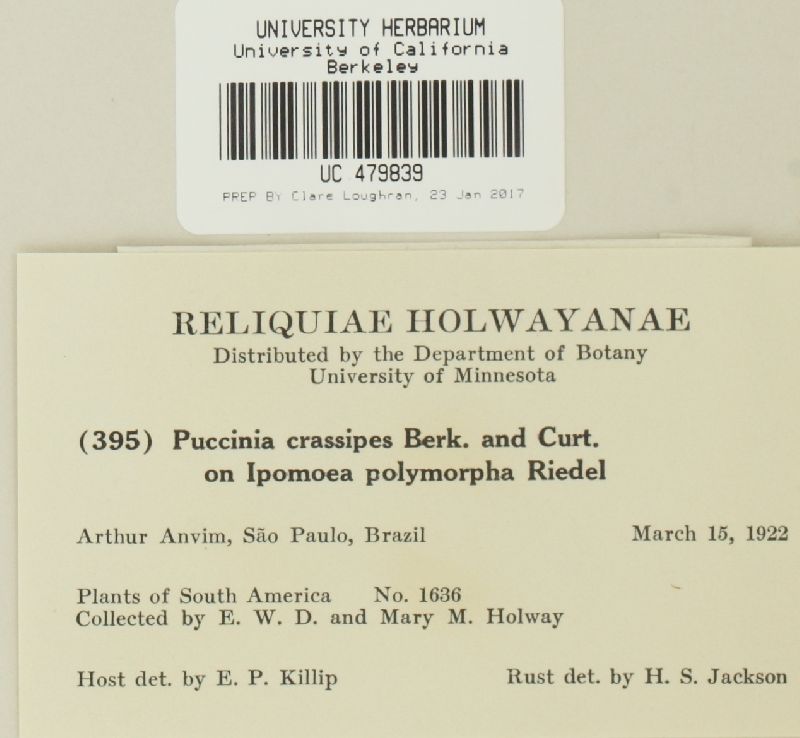 UNIVERSITY HERBARIUM
University of California
Berkeley
UC 479839
PREP BY Clare Loughran, 23 Jan 2017
RELIQUIAE HOLWAYANAE
Distributed by the Department of Botany
University of Minnesota
(395) Puccinia crassipes Berk. and Curt.
on Ipomoea polymorpha Riedel
Arthur Anvim, São Paulo, Brazil March 15, 1922
Plants of South America No. 1636
Collected by E. W. D. and Mary M. Holway
Host det. by E. P. Killip Rust det. by H. S. Jackson